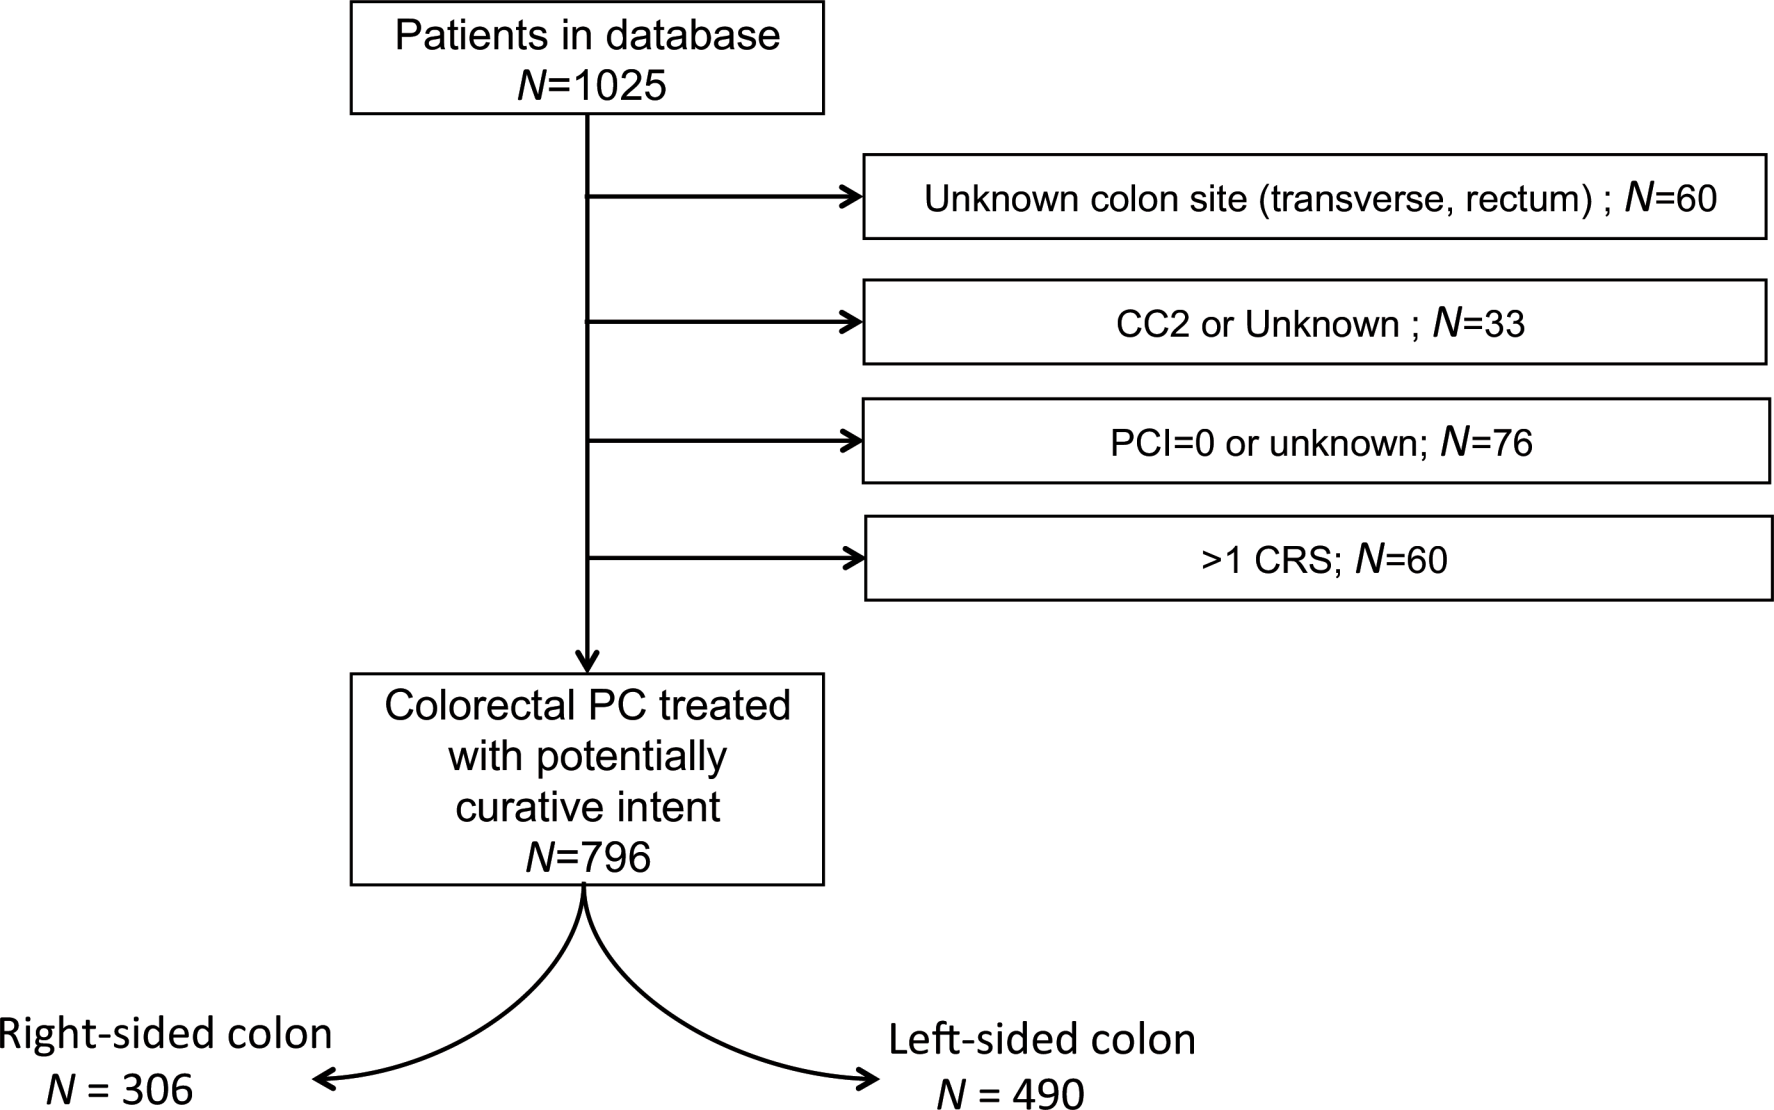 Patients in database
N=1025
Unknown colon site (transverse, rectum) ; N=60
CC2 or Unknown ; N=33
PCI=0 or unknown; N=76
>1 CRS; N=60
Colorectal PC treated
with potentially
curative intent
N=796
Right-sided colon
N = 306
Left-sided colon
N = 490